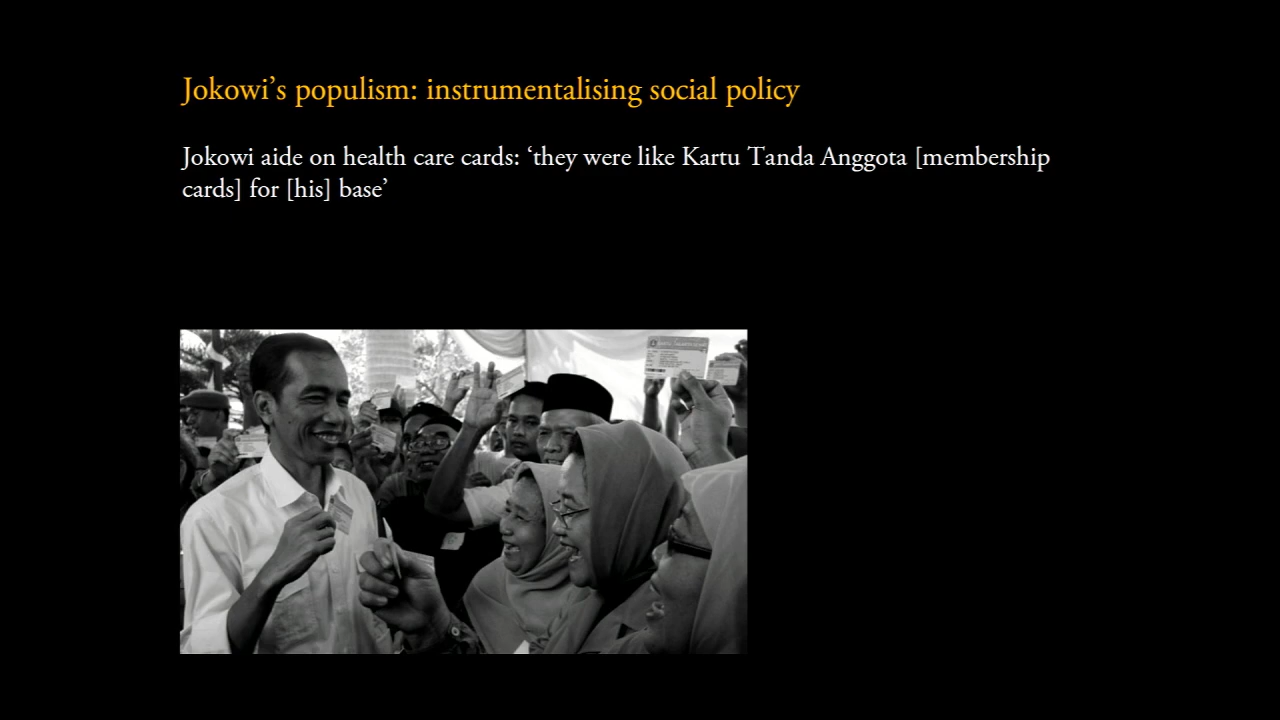 Jokowi’s populism: instrumentalising social policy
Jokowi aide on health care cards: ‘they were like Kartu Tanda Anggota [membership
cards] for [his] base’